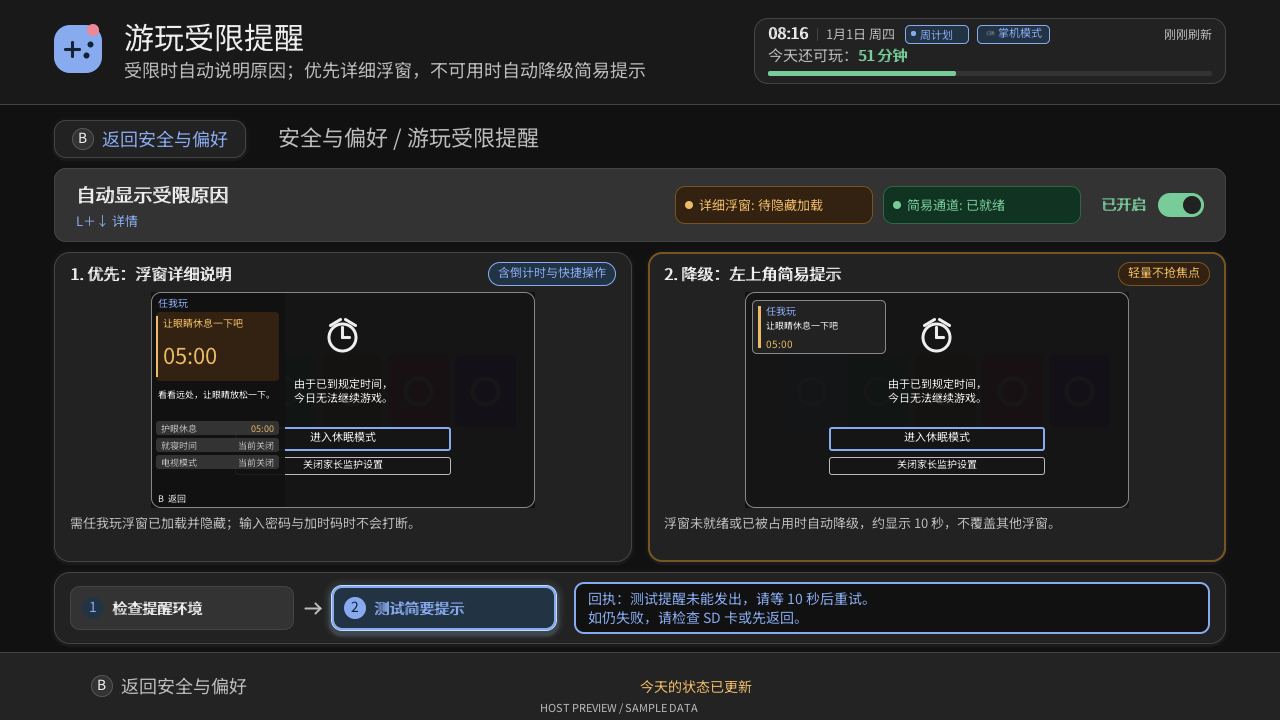 游玩受限提醒
受限时自动说明原因；优先详细浮窗，不可用时自动降级简易提示
08:16 1月1日 周四 周计划 掌机模式 刚刚刷新
今天还可玩：51 分钟
B 返回安全与偏好 安全与偏好 / 游玩受限提醒
自动显示受限原因
L＋↓ 详情
详细浮窗: 待隐藏加载 简易通道: 已就绪 已开启
1. 优先：浮窗详细说明 含倒计时与快捷操作
任我玩
让眼睛休息一下吧
05:00
看看远处，让眼睛放松一下。
护眼休息 05:00
就寝时间 当前关闭
电视模式 当前关闭
B 返回
由于已到规定时间，
今日无法继续游戏。
进入休眠模式
关闭家长监护设置
需任我玩浮窗已加载并隐藏；输入密码与加时码时不会打断。
2. 降级：左上角简易提示 轻量不抢焦点
任我玩
让眼睛休息一下吧
05:00
由于已到规定时间，
今日无法继续游戏。
进入休眠模式
关闭家长监护设置
浮窗未就绪或已被占用时自动降级，约显示 10 秒，不覆盖其他浮窗。
1 检查提醒环境 → 2 测试简要提示
回执：测试提醒未能发出，请等 10 秒后重试。
如仍失败，请检查 SD 卡或先返回。
B 返回安全与偏好 今天的状态已更新
HOST PREVIEW / SAMPLE DATA